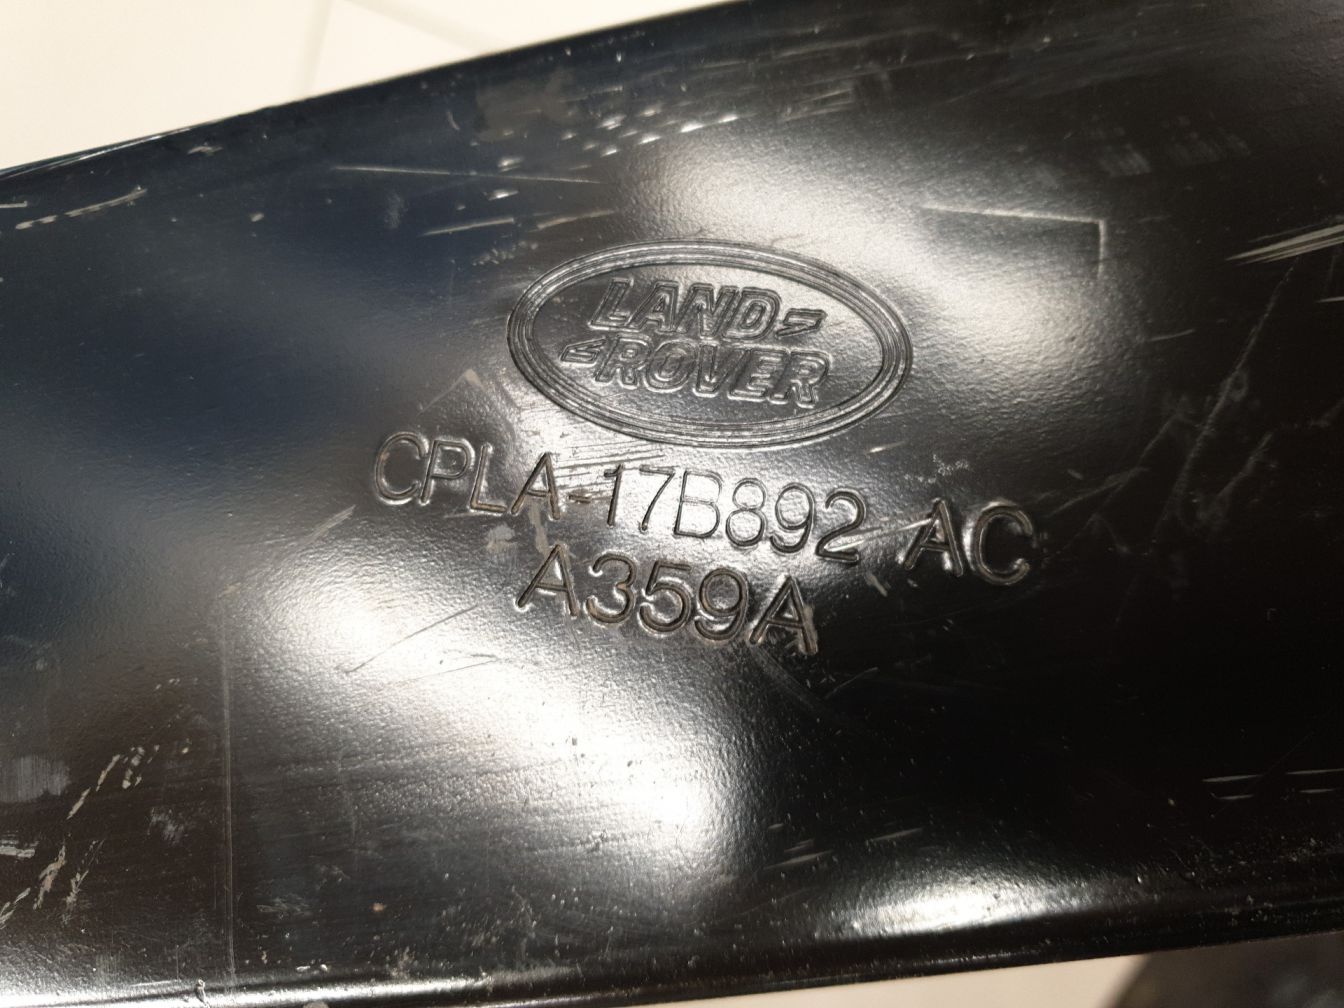 LAND
ROVER
CPLA-17B892 AC
A359A